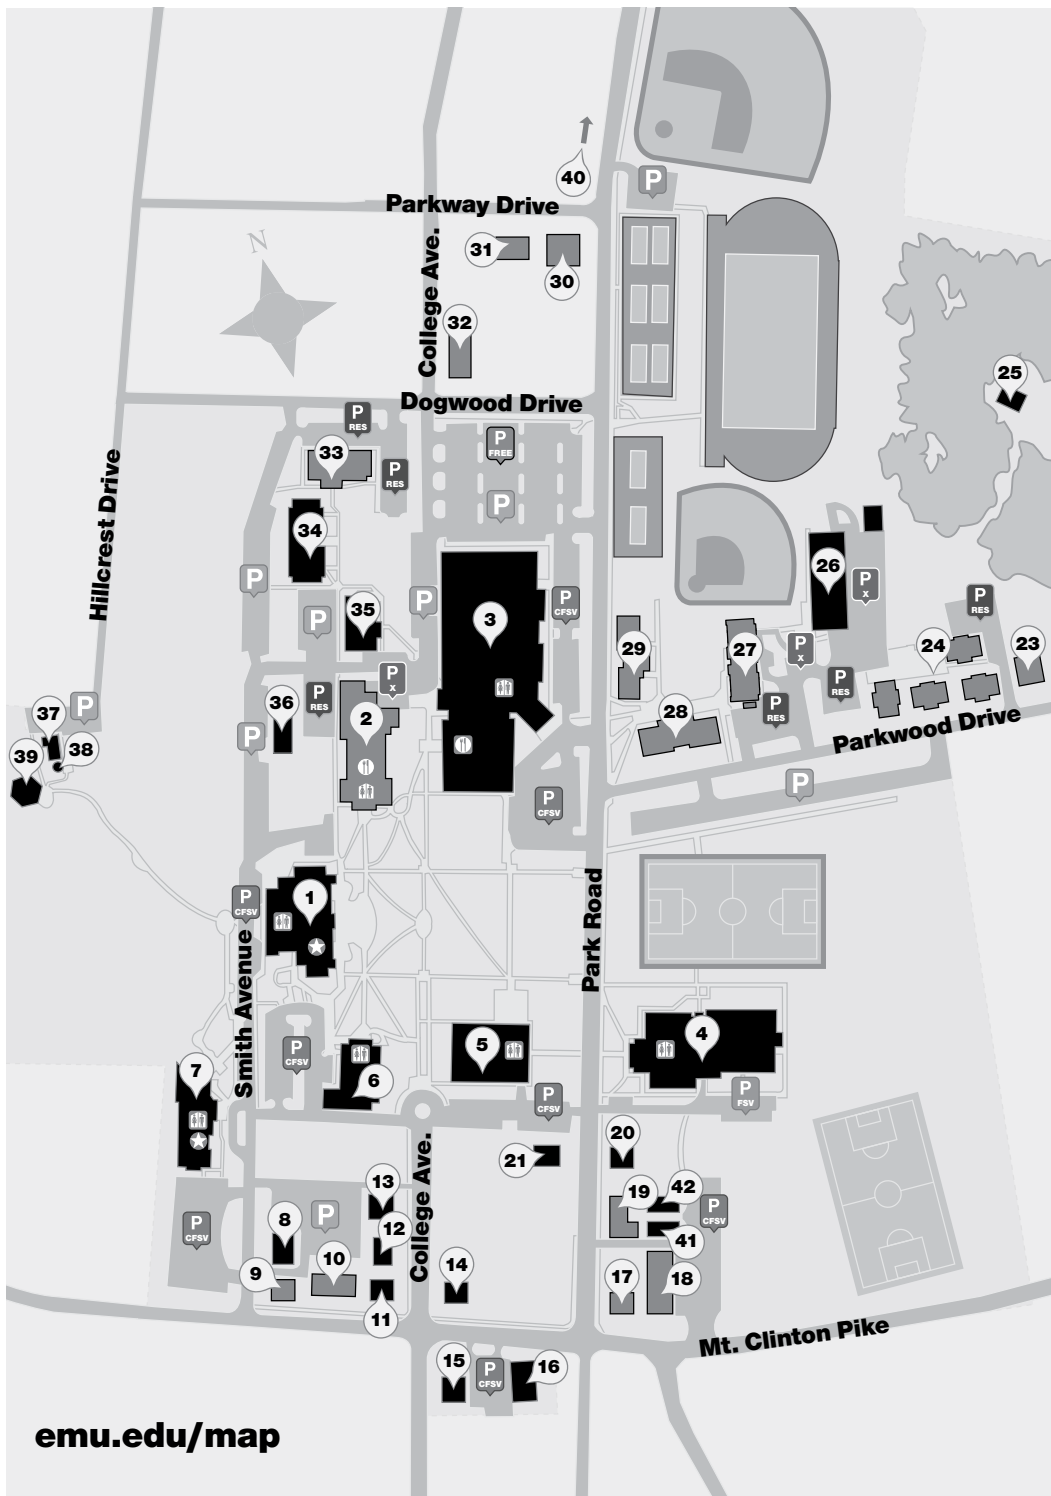 40
P
Parkway Drive
31
30
College Ave.
N
32
25
Dogwood Drive
P
RES
P
FREE
33
P
RES
P
Hillcrest Drive
34
26
P
P
P
CFSV
P
X
P
RES
35
P
3
29
27
P
X
24
23
P
X
P
RES
36
P
RES
P
RES
2
28
37
P
38
39
P
Parkwood Drive
P
P
CFSV
1
P
CFSV
Park Road
Smith Avenue
4
5
P
CFSV
6
7
P
FSV
P
CFSV
20
21
College Ave.
13
19
42
8
P
12
P
CFSV
P
CFSV
41
10
9
14
17
18
11
Mt. Clinton Pike
15
P
CFSV
16
emu.edu/map